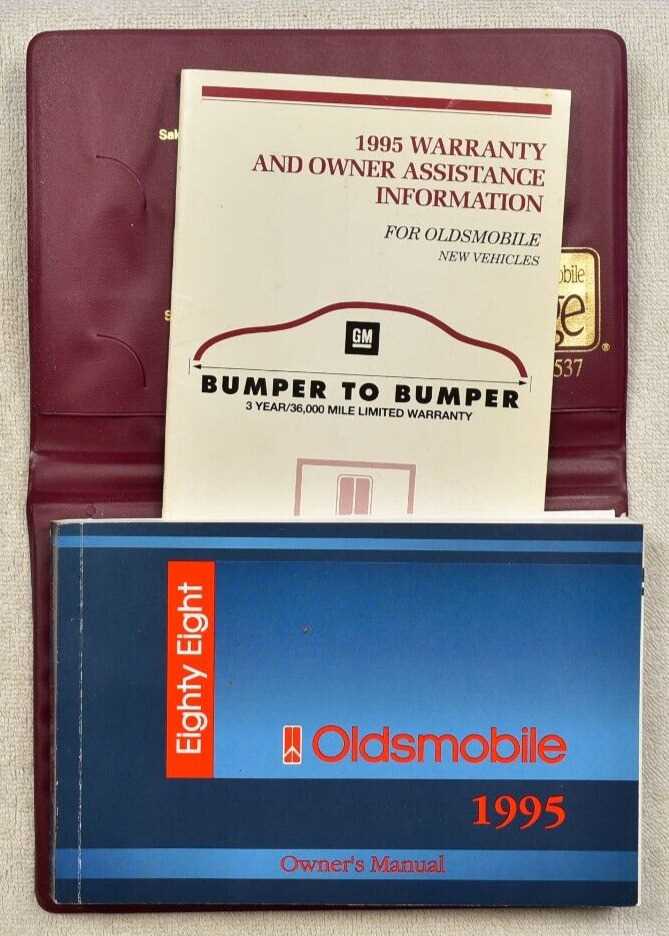 1995 WARRANTY
AND OWNER ASSISTANCE
INFORMATION
FOR OLDSMOBILE
NEW VEHICLES
GM
BUMPER TO BUMPER
3 YEAR/36,000 MILE LIMITED WARRANTY
537
Eighty Eight
Oldsmobile
1995
Owner's Manual